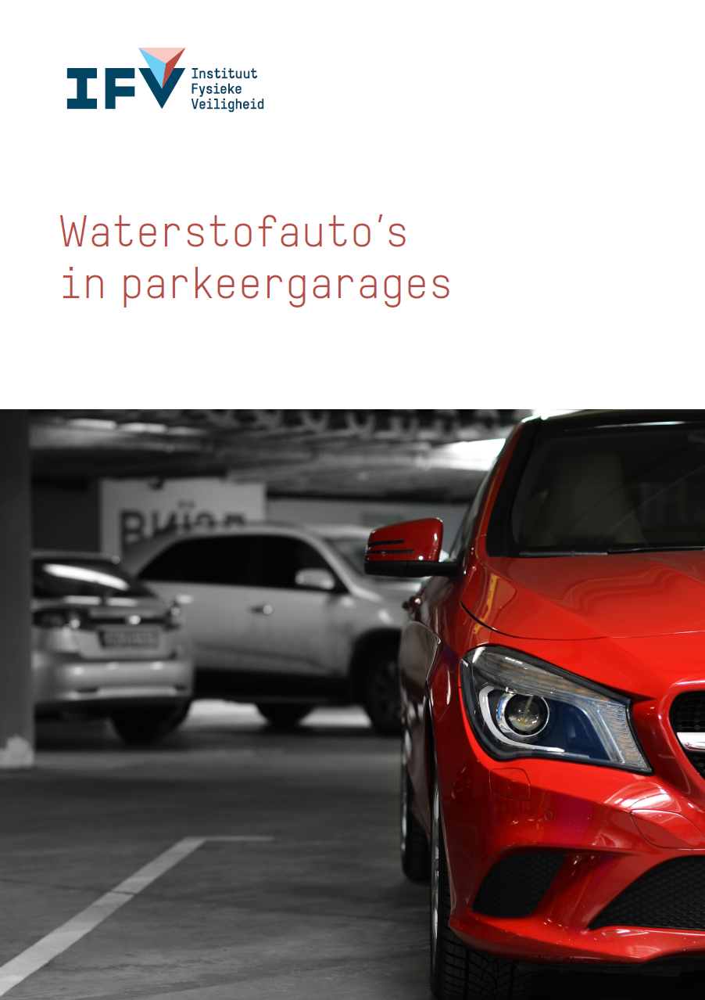 IFV
Instituut
Fysieke
Veiligheid
Waterstofauto's
in parkeergarages